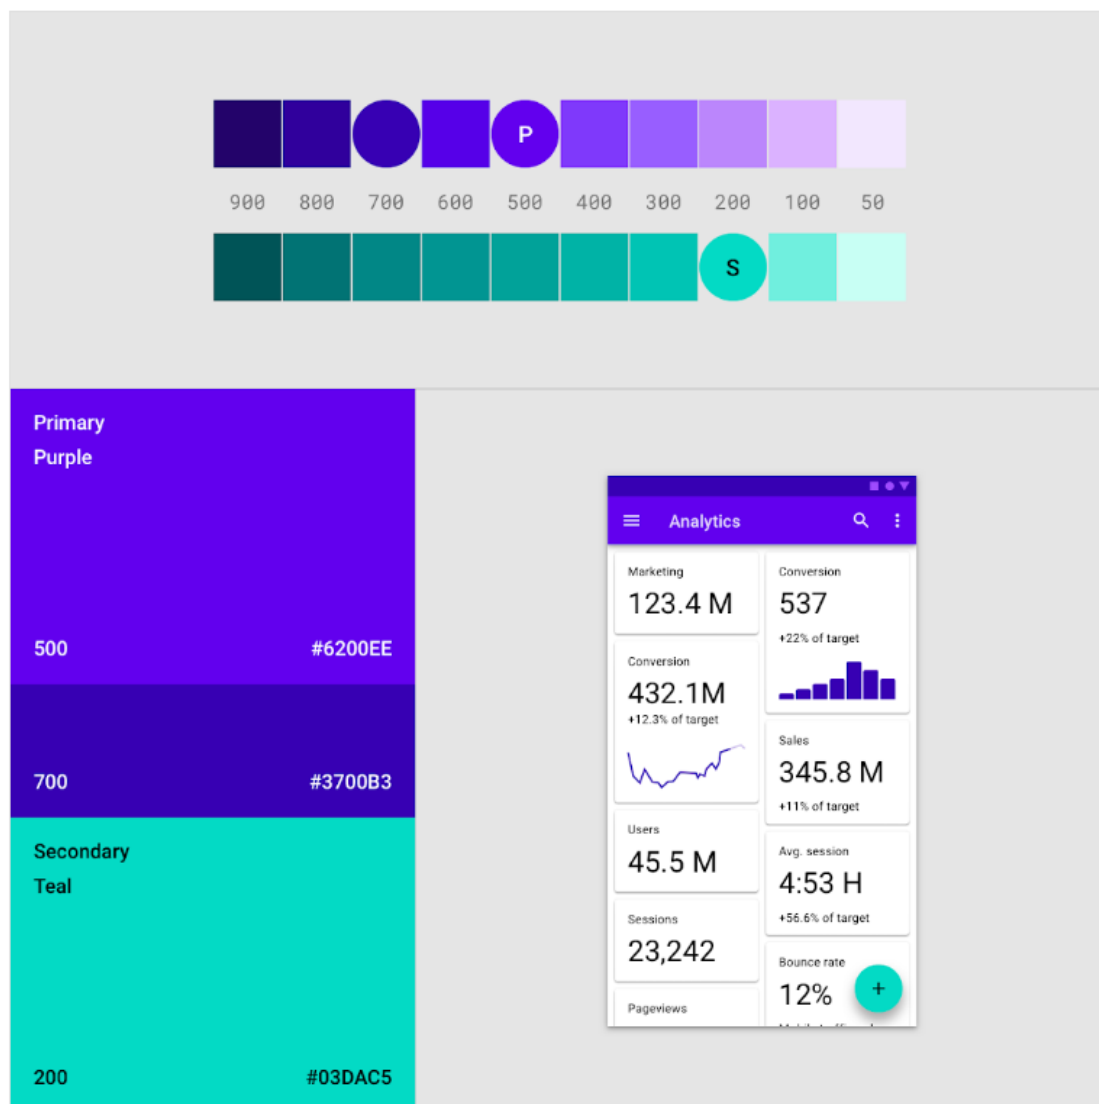 P
900 800 700 600 500 400 300 200 100 50
S
Primary
Purple
500 #6200EE
700 #3700B3
Secondary
Teal
200 #03DAC5
Analytics
Marketing
123.4 M
Conversion
432.1M
+12.3% of target
Users
45.5 M
Sessions
23,242
Pageviews
Conversion
537
+22% of target
Sales
345.8 M
+11% of target
Avg. session
4:53 H
+56.6% of target
Bounce rate
12%
+